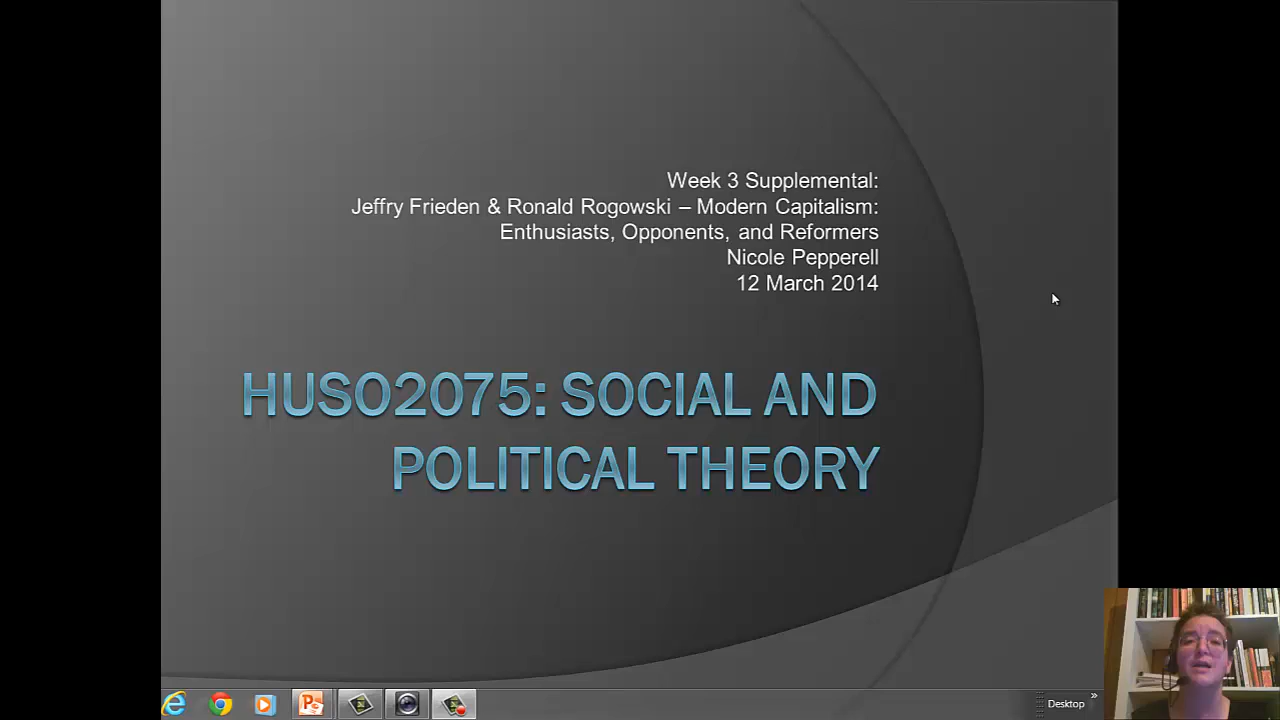 Week 3 Supplemental:
Jeffry Frieden & Ronald Rogowski – Modern Capitalism:
Enthusiasts, Opponents, and Reformers
Nicole Pepperell
12 March 2014
HUSO2075: SOCIAL AND
POLITICAL THEORY
Desktop »